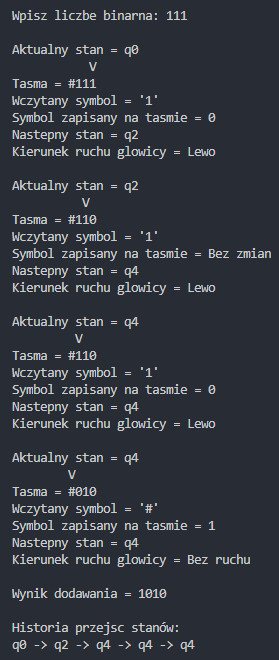 Wpisz liczbe binarna: 111
Aktualny stan = q0
V
Tasma = #111
Wczytany symbol = '1'
Symbol zapisany na tasmie = 0
Nastepny stan = q2
Kierunek ruchu glowicy = Lewo
Aktualny stan = q2
V
Tasma = #110
Wczytany symbol = '1'
Symbol zapisany na tasmie = Bez zmian
Nastepny stan = q4
Kierunek ruchu glowicy = Lewo
Aktualny stan = q4
V
Tasma = #110
Wczytany symbol = '1'
Symbol zapisany na tasmie = 0
Nastepny stan = q4
Kierunek ruchu glowicy = Lewo
Aktualny stan = q4
V
Tasma = #010
Wczytany symbol = '#'
Symbol zapisany na tasmie = 1
Nastepny stan = q4
Kierunek ruchu glowicy = Bez ruchu
Wynik dodawania = 1010
Historia przejsc stanów:
q0 -> q2 -> q4 -> q4 -> q4